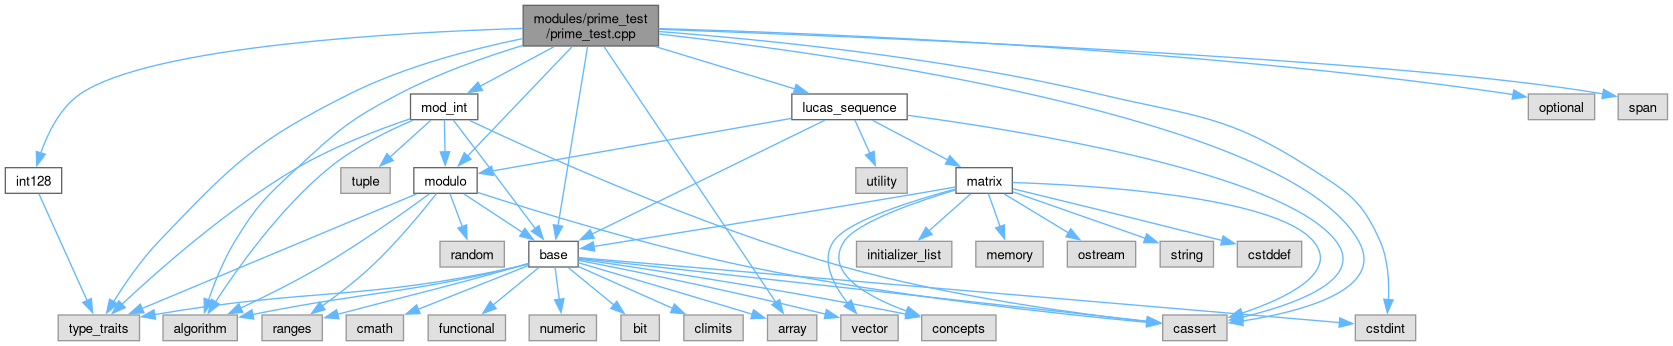 modules/prime_test
/prime_test.cpp
mod_int
lucas_sequence
optional
span
int128
tuple
modulo
utility
matrix
random
base
initializer_list
memory
ostream
string
cstddef
type_traits
algorithm
ranges
cmath
functional
numeric
bit
climits
array
vector
concepts
cassert
cstdint